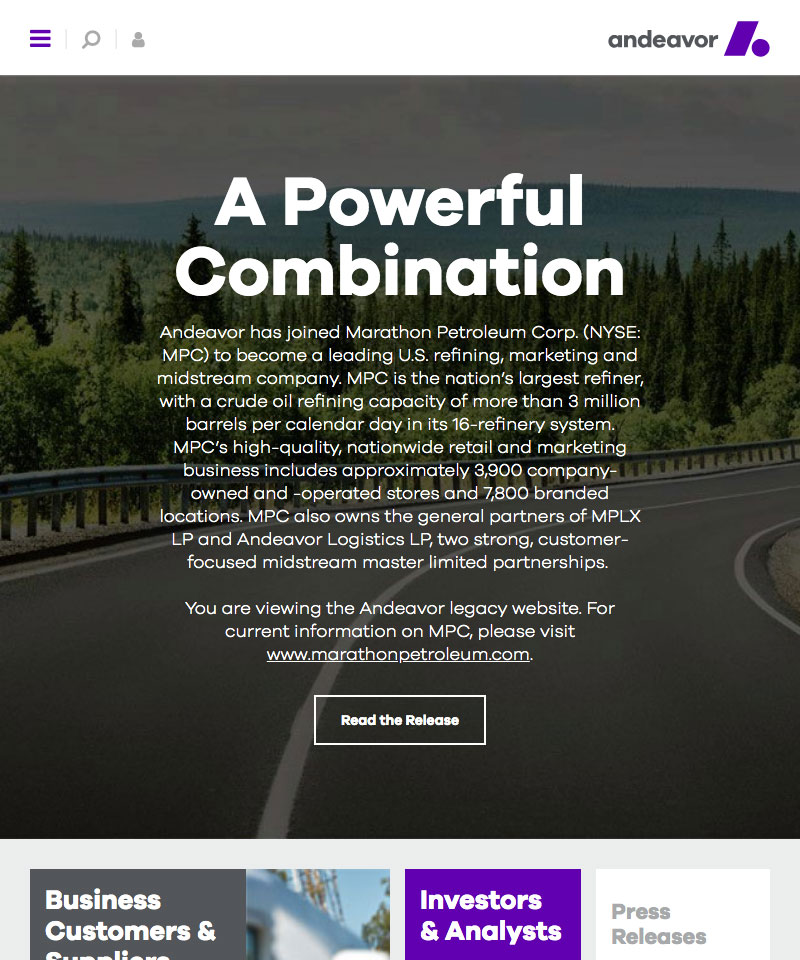 andeavor
A Powerful
Combination
Andeavor has joined Marathon Petroleum Corp. (NYSE:
MPC) to become a leading U.S. refining, marketing and
midstream company. MPC is the nation’s largest refiner,
with a crude oil refining capacity of more than 3 million
barrels per calendar day in its 16-refinery system.
MPC’s high-quality, nationwide retail and marketing
business includes approximately 3,900 company-
owned and -operated stores and 7,800 branded
locations. MPC also owns the general partners of MPLX
LP and Andeavor Logistics LP, two strong, customer-
focused midstream master limited partnerships.
You are viewing the Andeavor legacy website. For
current information on MPC, please visit
www.marathonpetroleum.com.
Read the Release
Business
Customers &
Suppliers
Investors
& Analysts
Press
Releases